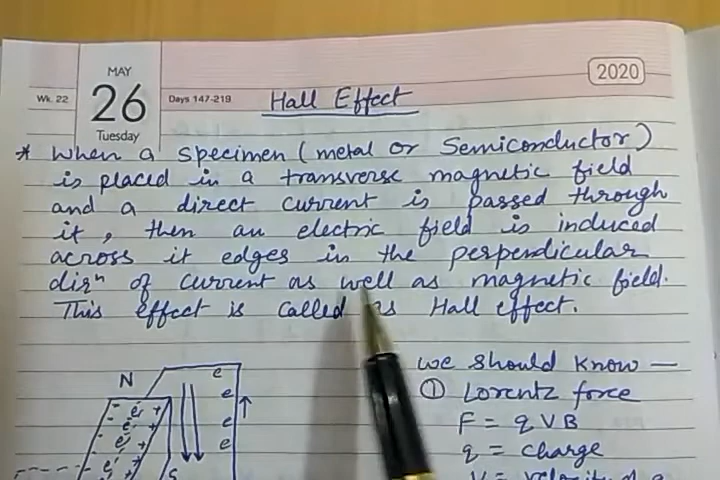 MAY
2020
Wk. 22
26
Days 147-219
Hall Effect
Tuesday
* When a specimen (metal or Semiconductor)
is placed in a transverse magnetic field
and a direct current is passed through
it, then an electric field is induced
across it edges in the perpendicular
dirⁿ of current as well as magnetic field.
This effect is called as Hall effect.
N
e
e
e
e
- e +
- e +
- e +
S
we should know —
① Lorentz force
F = qVB
q = charge
V = velocity of a